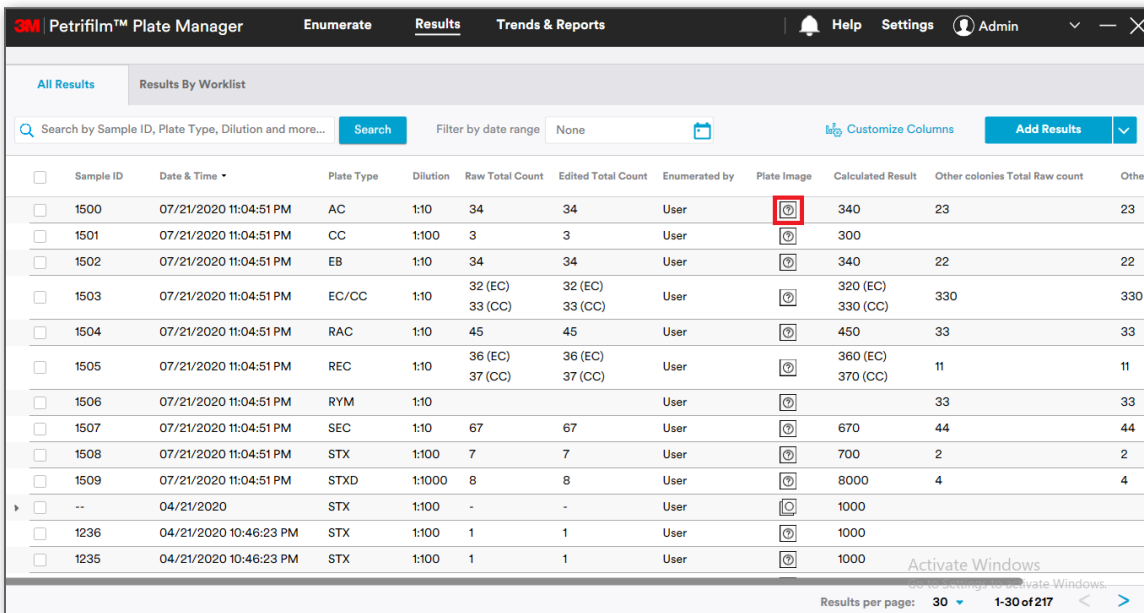 3M Petrifilm™ Plate Manager Enumerate Results Trends & Reports Help Settings Admin
All Results Results By Worklist
Search by Sample ID, Plate Type, Dilution and more... Search Filter by date range None Customize Columns Add Results
Sample ID Date & Time Plate Type Dilution Raw Total Count Edited Total Count Enumerated by Plate Image Calculated Result Other colonies Total Raw count Othe
1500 07/21/2020 11:04:51 PM AC 1:10 34 34 User 340 23 23
1501 07/21/2020 11:04:51 PM CC 1:100 3 3 User 300
1502 07/21/2020 11:04:51 PM EB 1:10 34 34 User 340 22 22
32 (EC) 32 (EC) 320 (EC)
1503 07/21/2020 11:04:51 PM EC/CC 1:10 User 330 330
33 (CC) 33 (CC) 330 (CC)
1504 07/21/2020 11:04:51 PM RAC 1:10 45 45 User 450 33 33
36 (EC) 36 (EC) 360 (EC)
1505 07/21/2020 11:04:51 PM REC 1:10 User 11 11
37 (CC) 37 (CC) 370 (CC)
1506 07/21/2020 11:04:51 PM RYM 1:10 User 33 33
1507 07/21/2020 11:04:51 PM SEC 1:10 67 67 User 670 44 44
1508 07/21/2020 11:04:51 PM STX 1:100 7 7 User 700 2 2
1509 07/21/2020 11:04:51 PM STXD 1:1000 8 8 User 8000 4 4
-- 04/21/2020 STX 1:100 - - User 1000
1236 04/21/2020 10:46:23 PM STX 1:100 1 1 User 1000
1235 04/21/2020 10:46:23 PM STX 1:100 1 1 User 1000
Activate Windows
Go to Settings to activate Windows.
Results per page: 30 1-30 of 217